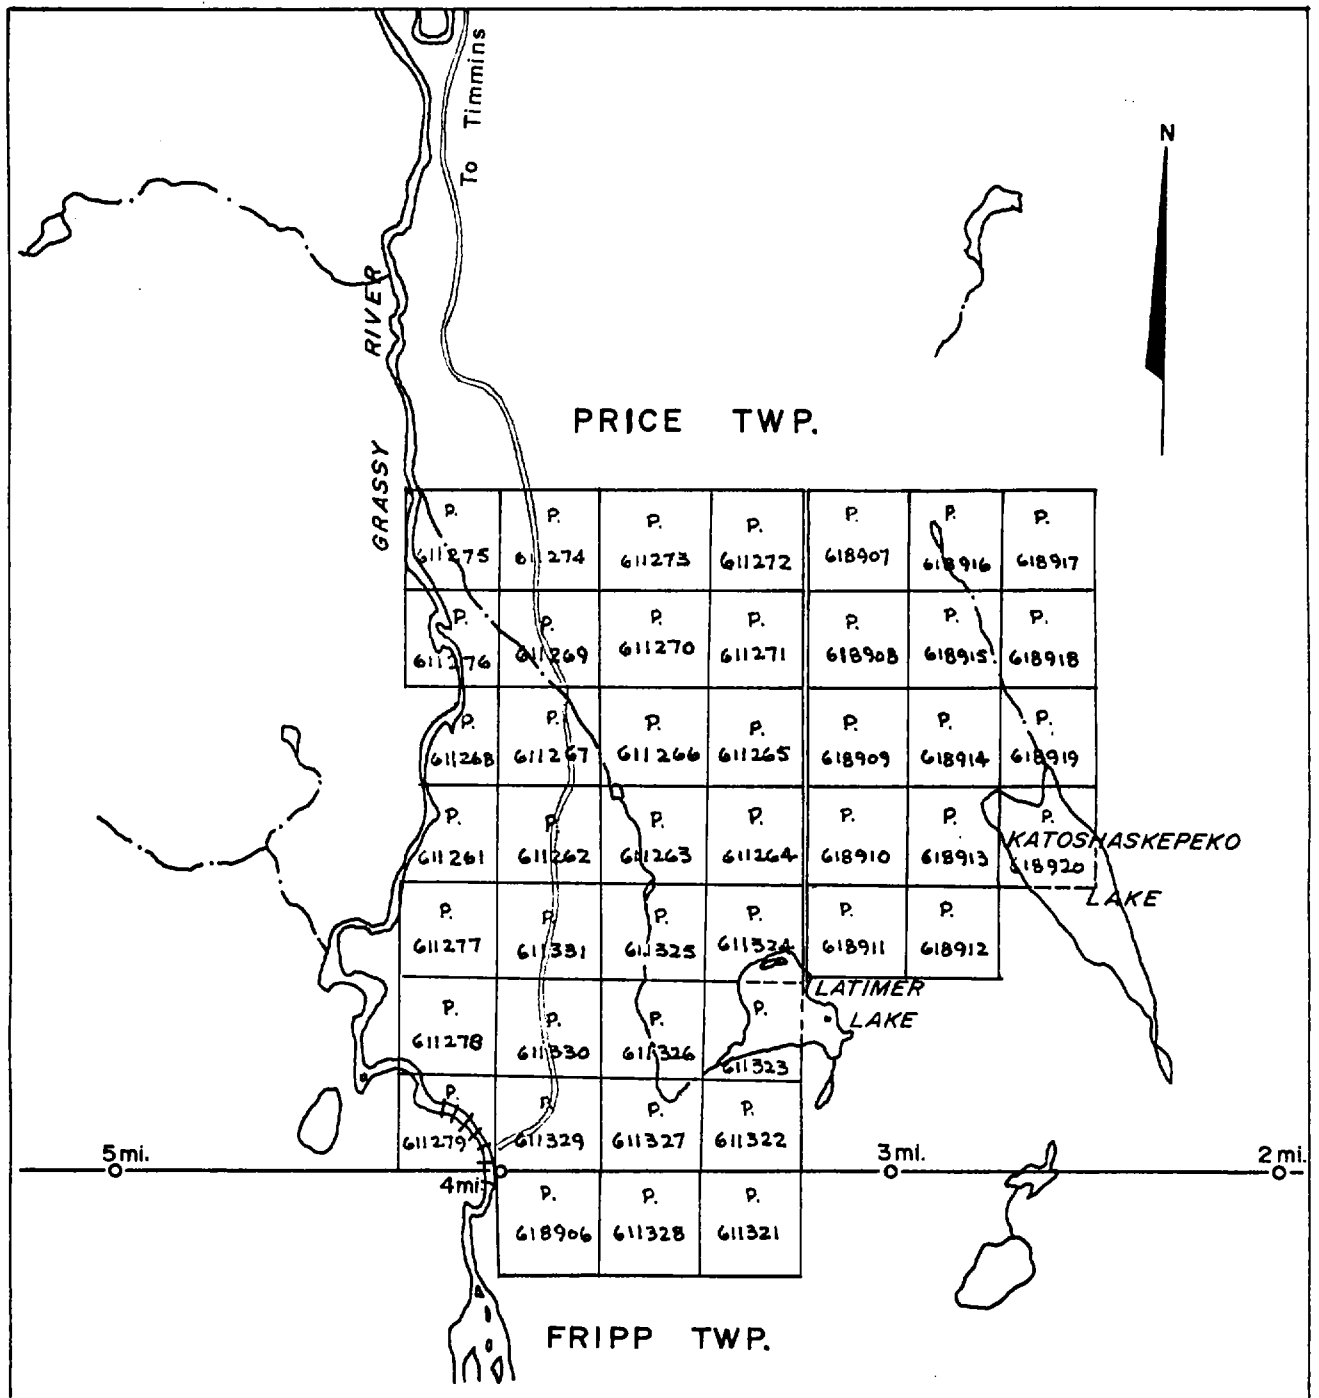 To Timmins
N
GRASSY RIVER
PRICE TWP.
P. P. P. P. P. P. P.
611275 611274 611273 611272 618907 618916 618917
P. P. P. P. P. P. P.
611276 611269 611270 611271 618908 618915 618918
P. P. P. P. P. P. P.
611268 611267 611266 611265 618909 618914 618919
P. P. P. P. P. P. P.
KATOSHASKEPEKO
611261 611262 611263 611264 618910 618913 618920
LAKE
P. P. P. P. P. P.
611277 611331 611325 611324 618911 618912
LATIMER
LAKE
P. P. P. P.
611278 611330 611326 611323
P. P. P. P.
611279 611329 611327 611322
5mi. 3mi. 2mi.
4mi.
P. P. P.
618906 611328 611321
FRIPP TWP.